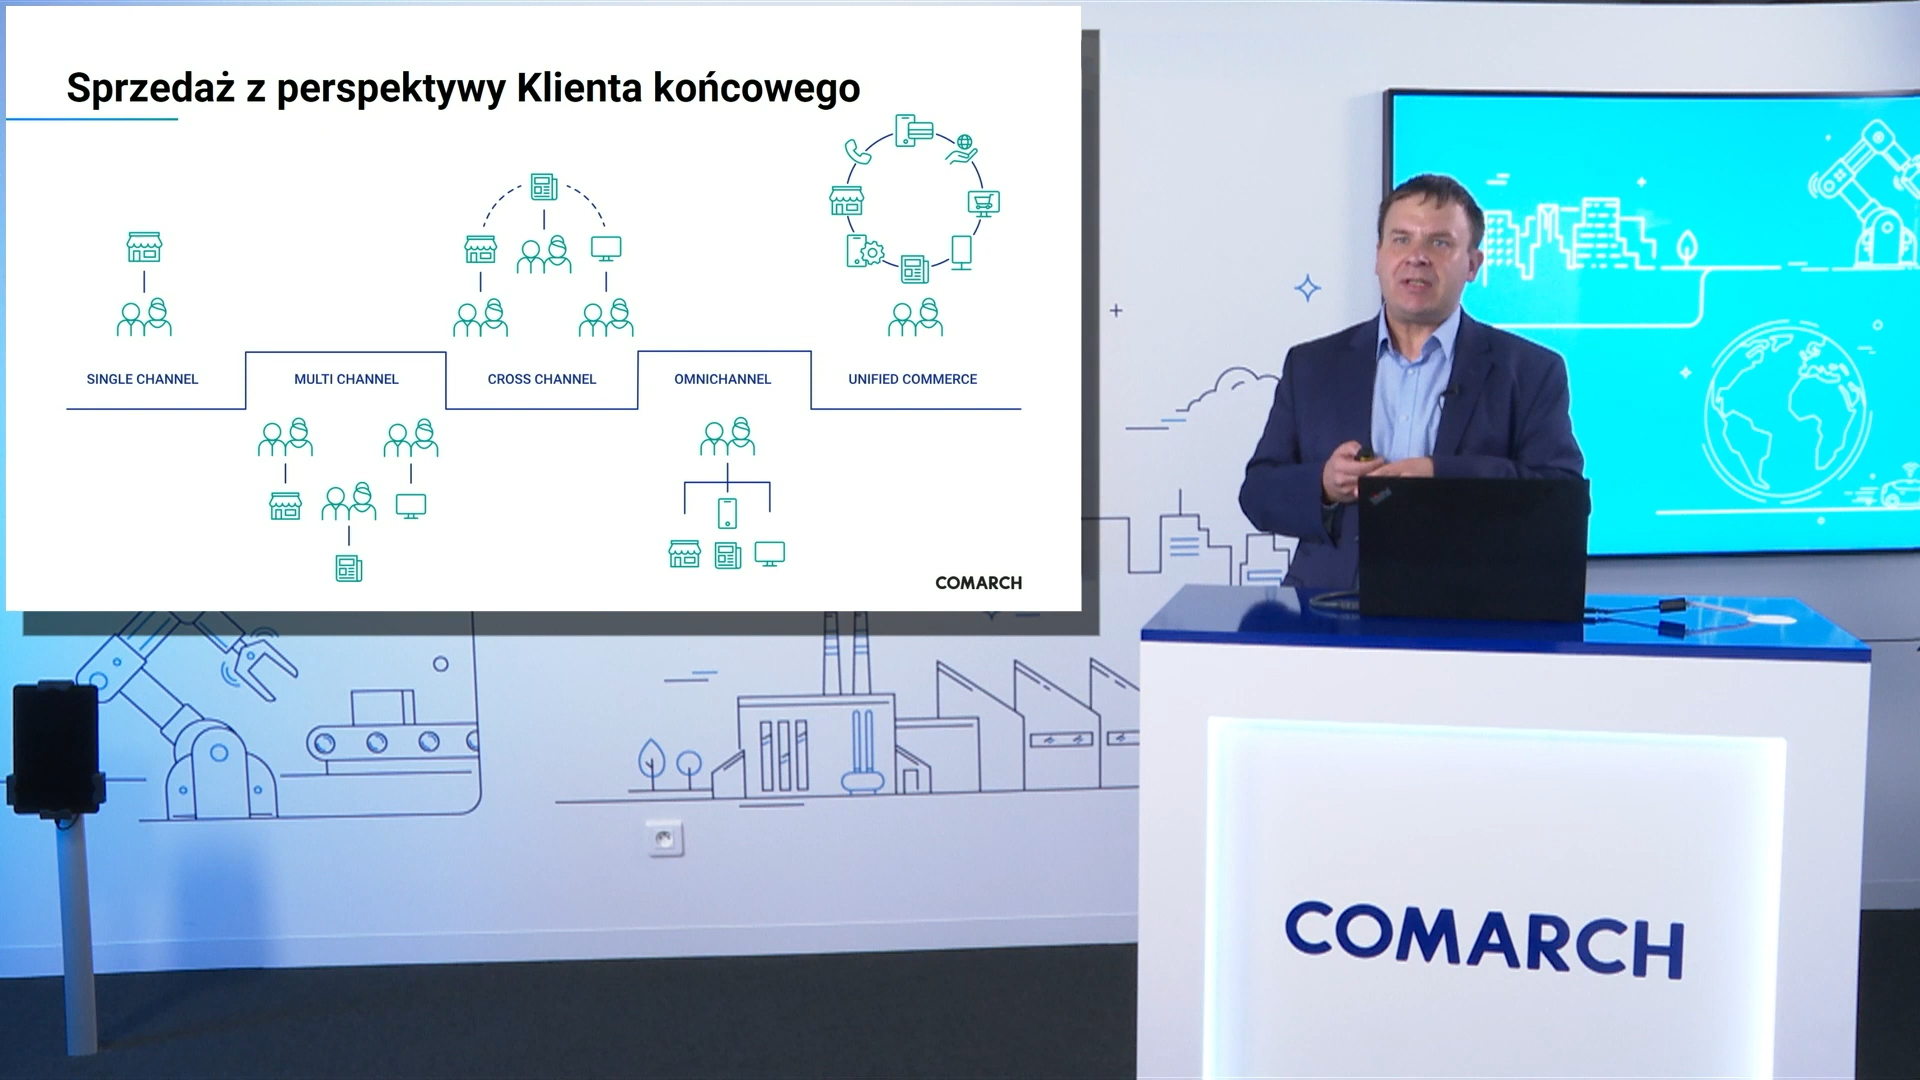 Sprzedaż z perspektywy Klienta końcowego
SINGLE CHANNEL
MULTI CHANNEL
CROSS CHANNEL
OMNICHANNEL
UNIFIED COMMERCE
COMARCH
COMARCH